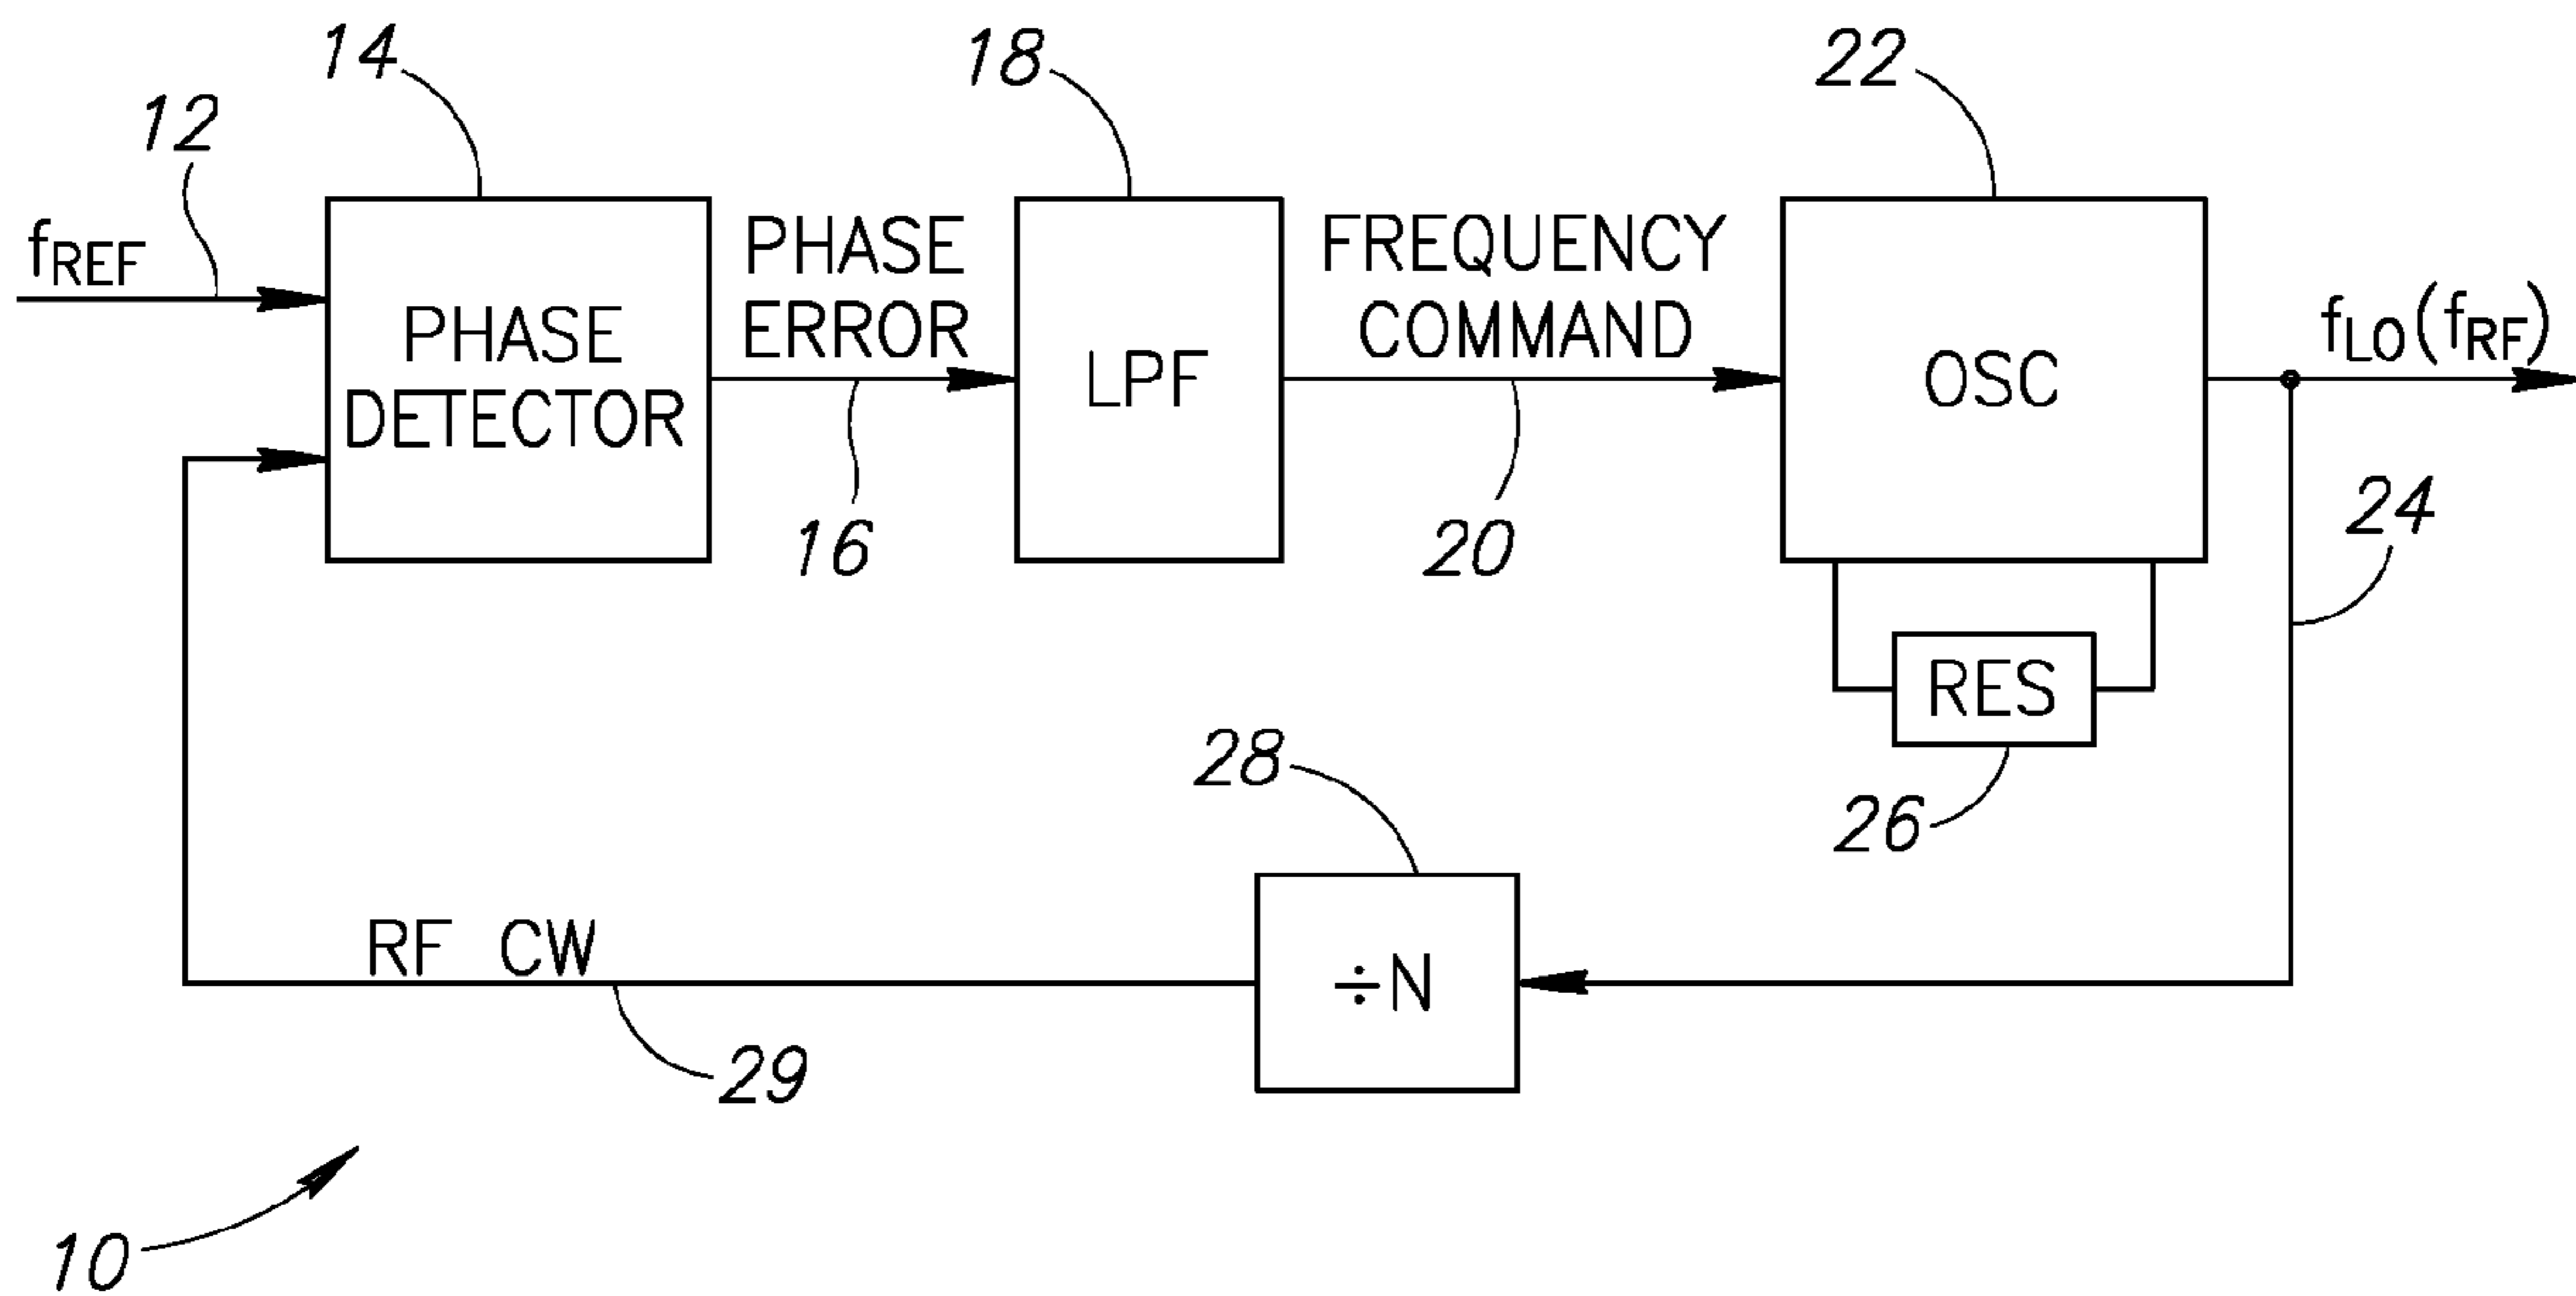 14
18
22
12
fREF
PHASE
DETECTOR
PHASE
ERROR
LPF
FREQUENCY
COMMAND
OSC
fLO(fRF)
16
20
24
RES
26
28
÷N
RF CW
29
10